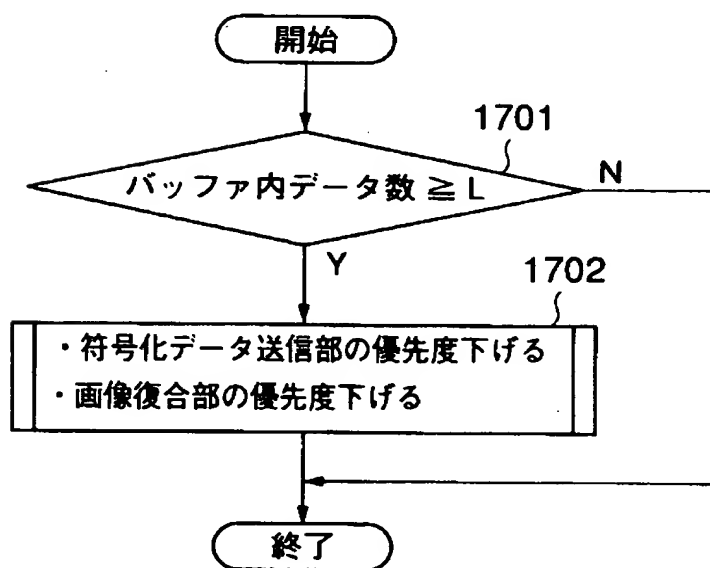 開始
1701
バッファ内データ数 ≧ L
N
Y
1702
・符号化データ送信部の優先度下げる
・画像復合部の優先度下げる
終了